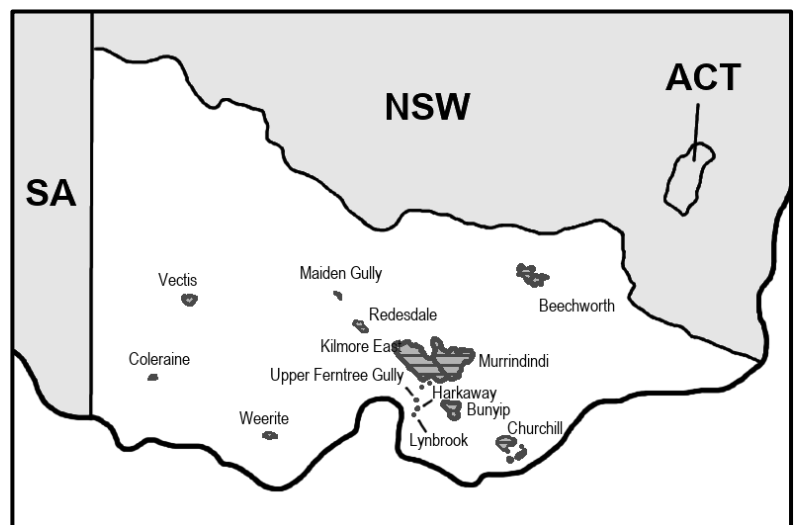 ACT
NSW
SA
Vectis
Maiden Gully
Beechworth
Redesdale
Kilmore East
Murrindindi
Coleraine
Upper Ferntree Gully
Harkaway
Bunyip
Weerite
Churchill
Lynbrook